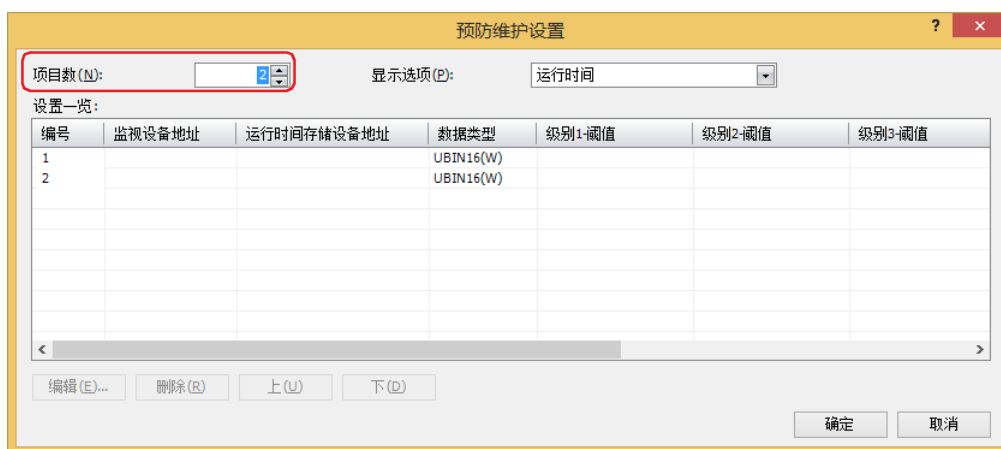 预防维护设置 ? ×
项目数(N): 2 显示选项(P): 运行时间
设置一览:
编号 监视设备地址 运行时间存储设备地址 数据类型 级别1-阈值 级别2-阈值 级别3-阈值
1 UBIN16(W)
2 UBIN16(W)
编辑(E)... 删除(R) 上(U) 下(D)
确定 取消